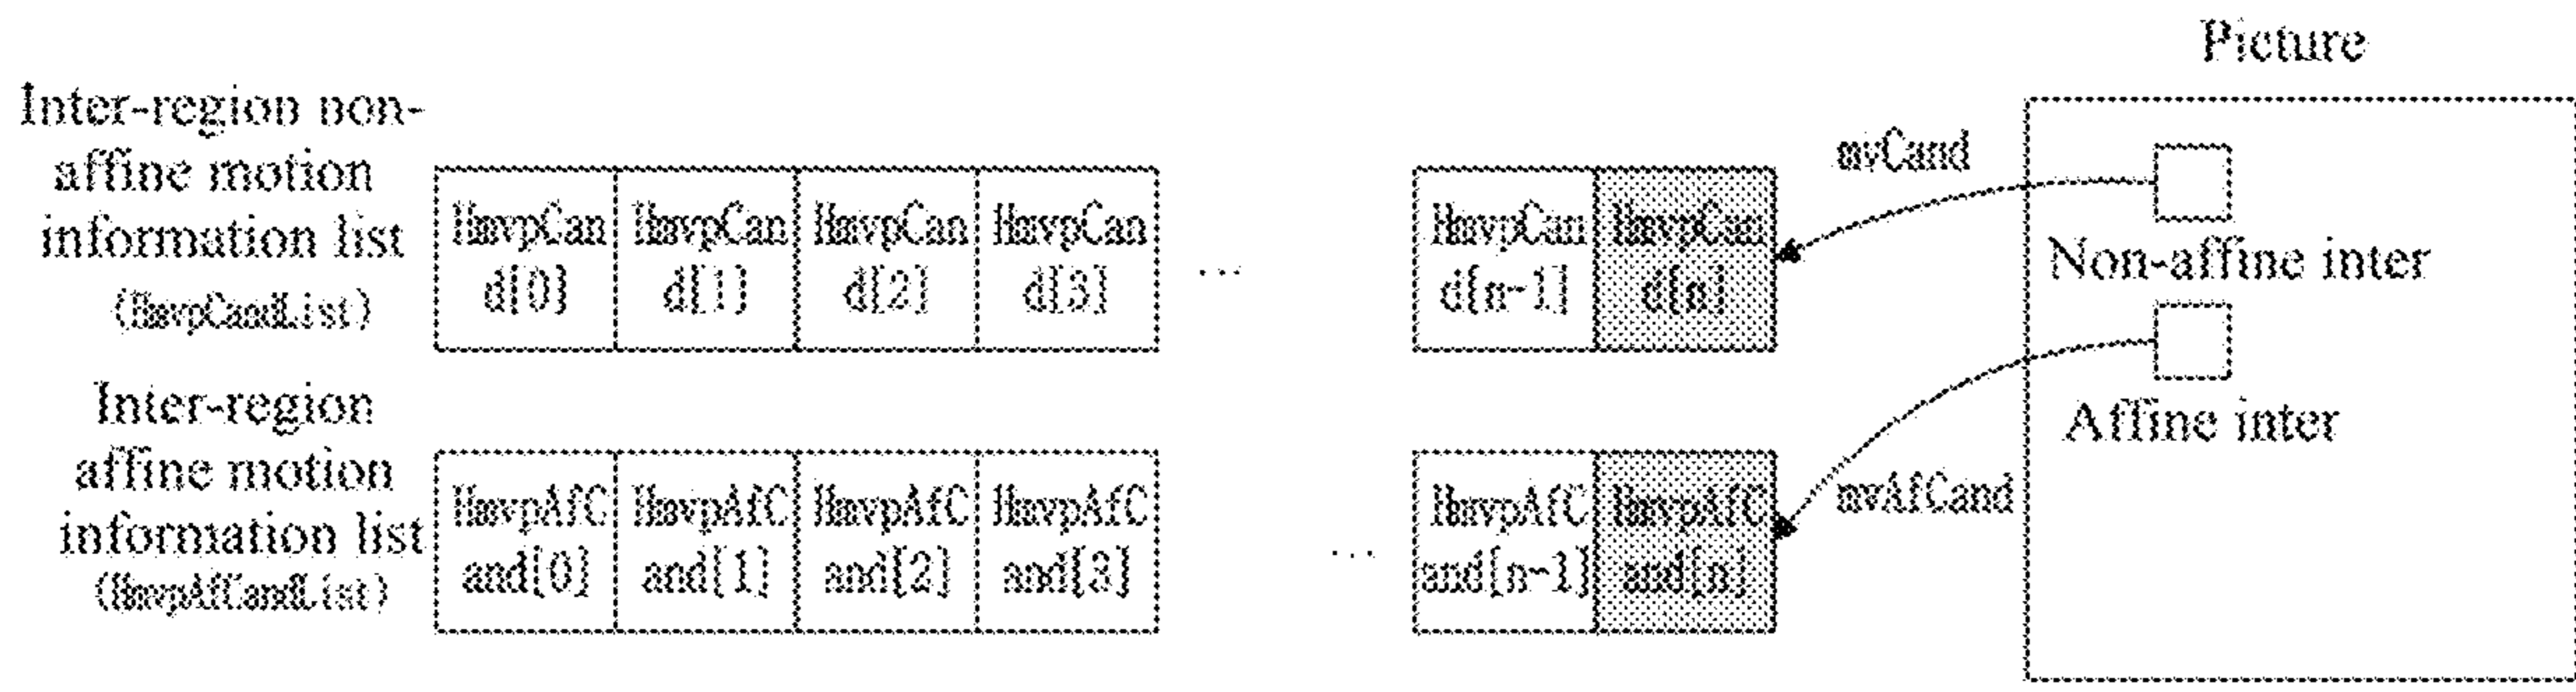 Picture
Inter-region non-
affine motion
information list
(HmvpCandList)
HmvpCan
d[0]
HmvpCan
d[1]
HmvpCan
d[2]
HmvpCan
d[3]
...
HmvpCan
d[n-1]
HmvpCan
d[n]
mvCand
Non-affine inter
Affine inter
Inter-region
affine motion
information list
(HmvpAfCandList)
HmvpAfC
and[0]
HmvpAfC
and[1]
HmvpAfC
and[2]
HmvpAfC
and[3]
...
HmvpAfC
and[n-1]
HmvpAfC
and[n]
mvAfCand